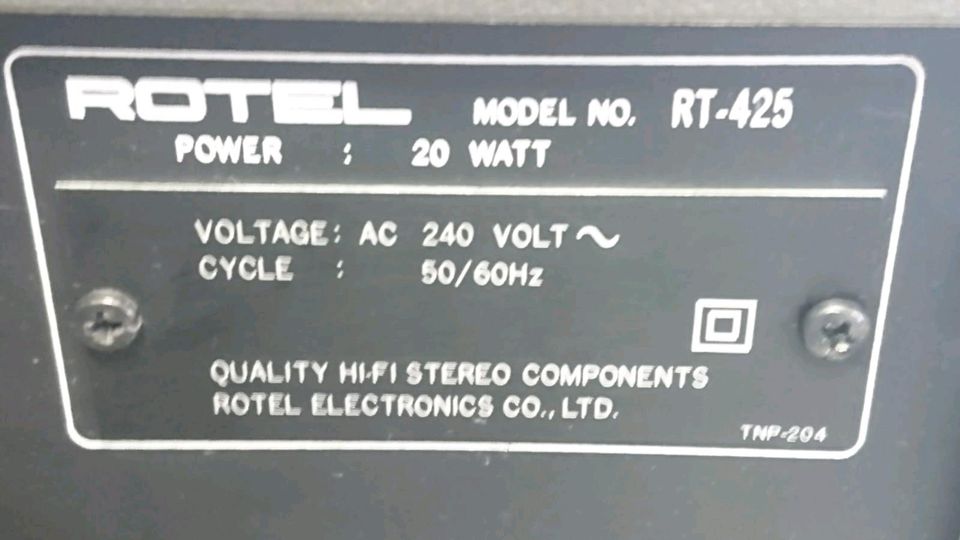 ROTEL MODEL NO. RT-425
POWER : 20 WATT
VOLTAGE: AC 240 VOLT ~
CYCLE : 50/60Hz
QUALITY HI-FI STEREO COMPONENTS
ROTEL ELECTRONICS CO., LTD.
TNP-204